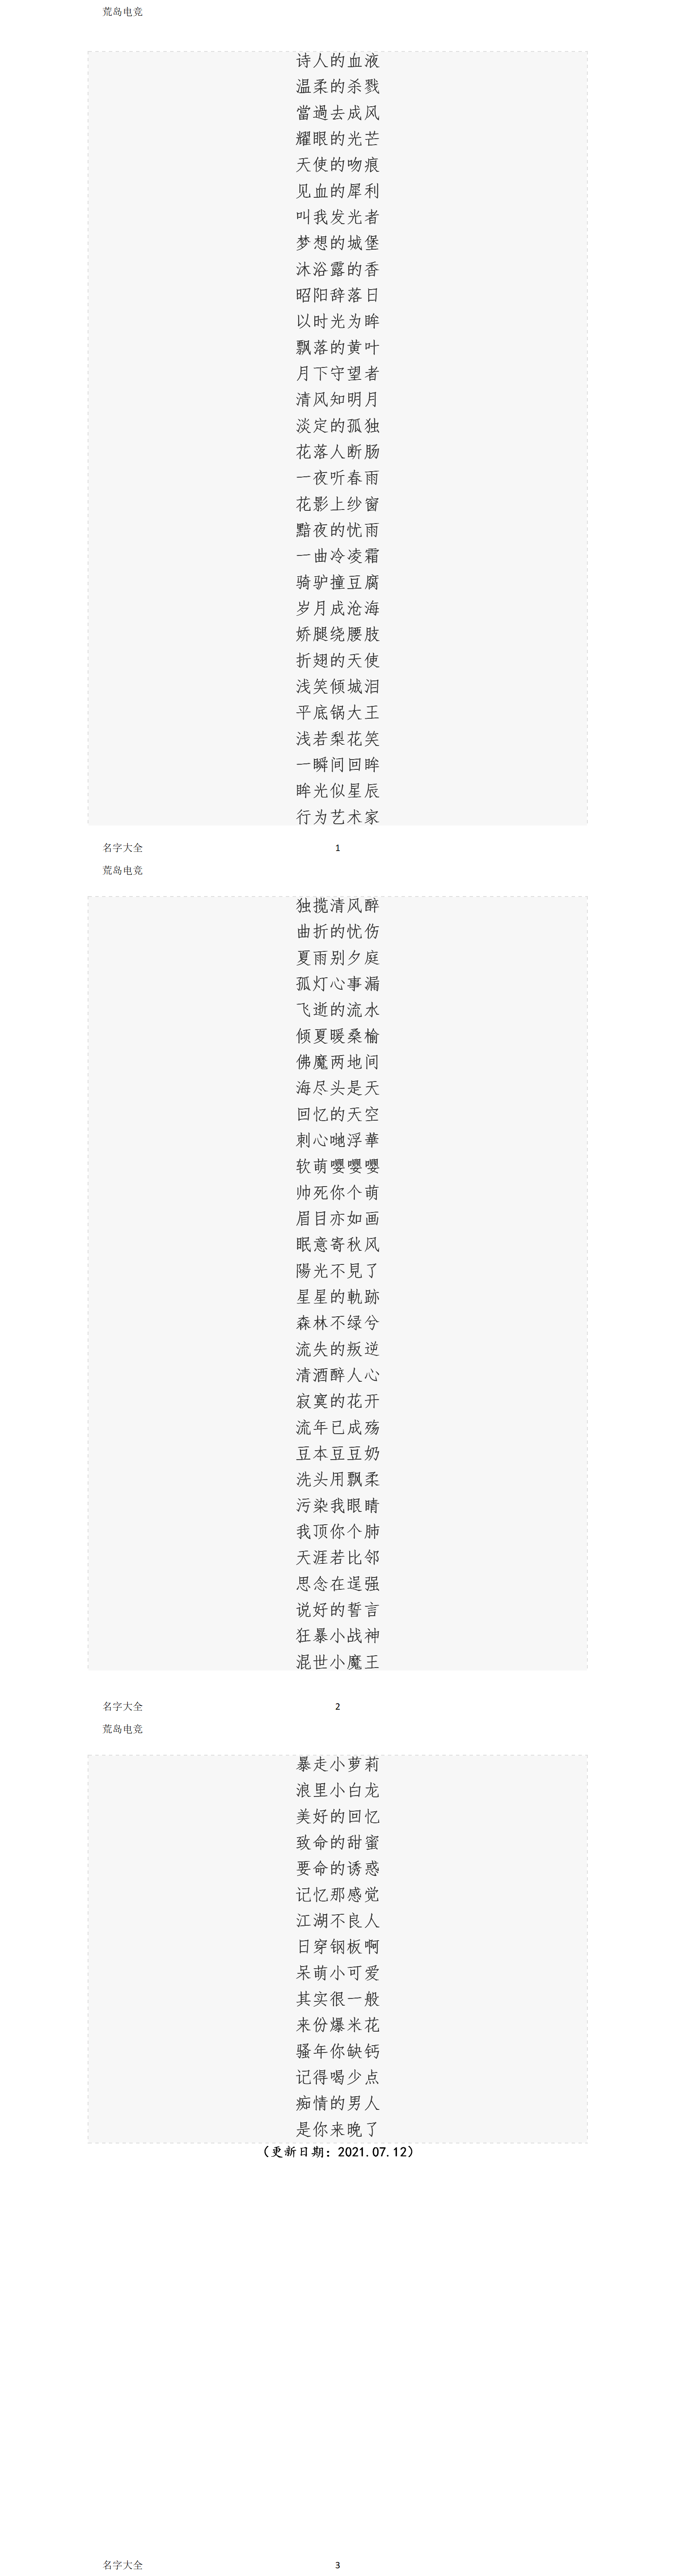 荒岛电竞
诗人的血液
温柔的杀戮
當過去成风
耀眼的光芒
天使的吻痕
见血的犀利
叫我发光者
梦想的城堡
沐浴露的香
昭阳辞落日
以时光为眸
飘落的黄叶
月下守望者
清风知明月
淡定的孤独
花落人断肠
一夜听春雨
花影上纱窗
黯夜的忧雨
一曲冷凌霜
骑驴撞豆腐
岁月成沧海
娇腿绕腰肢
折翅的天使
浅笑倾城泪
平底锅大王
浅若梨花笑
一瞬间回眸
眸光似星辰
行为艺术家
名字大全 1
荒岛电竞
独揽清风醉
曲折的忧伤
夏雨别夕庭
孤灯心事漏
飞逝的流水
倾夏暖桑榆
佛魔两地间
海尽头是天
回忆的天空
刺心哋浮華
软萌嘤嘤嘤
帅死你个萌
眉目亦如画
眠意寄秋风
陽光不見了
星星的軌跡
森林不绿兮
流失的叛逆
清酒醉人心
寂寞的花开
流年已成殇
豆本豆豆奶
洗头用飘柔
污染我眼睛
我顶你个肺
天涯若比邻
思念在逞强
说好的誓言
狂暴小战神
混世小魔王
名字大全 2
荒岛电竞
暴走小萝莉
浪里小白龙
美好的回忆
致命的甜蜜
要命的诱惑
记忆那感觉
江湖不良人
日穿钢板啊
呆萌小可爱
其实很一般
来份爆米花
骚年你缺钙
记得喝少点
痴情的男人
是你来晚了
（更新日期：2021.07.12）
名字大全 3